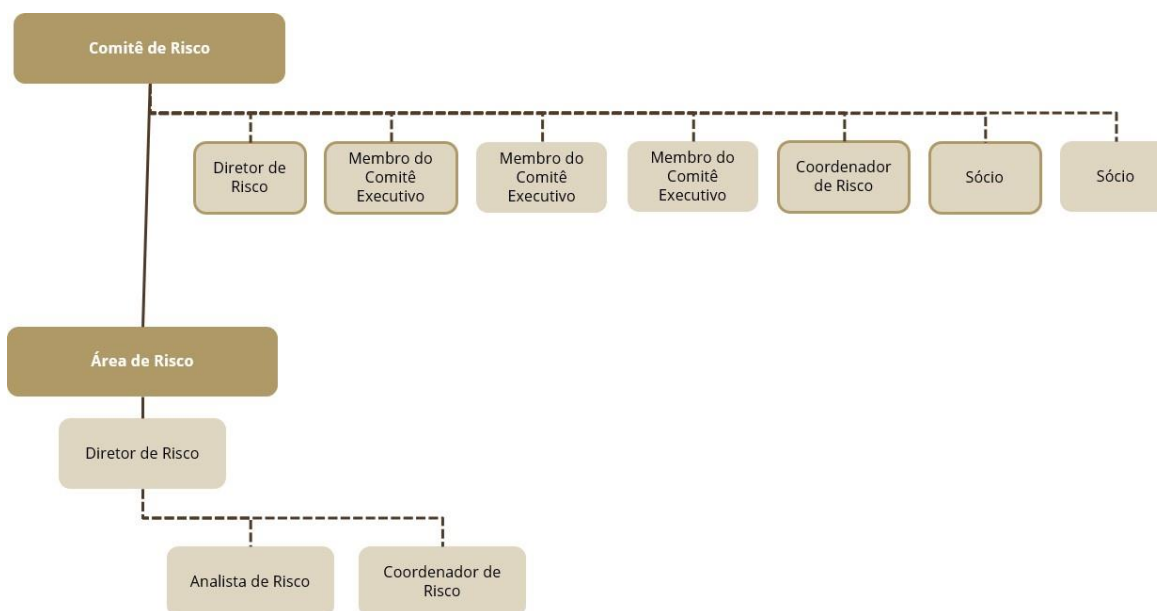 Comitê de Risco
Diretor de
Risco
Membro do
Comitê
Executivo
Membro do
Comitê
Executivo
Membro do
Comitê
Executivo
Coordenador
de Risco
Sócio
Sócio
Área de Risco
Diretor de Risco
Analista de Risco
Coordenador de
Risco